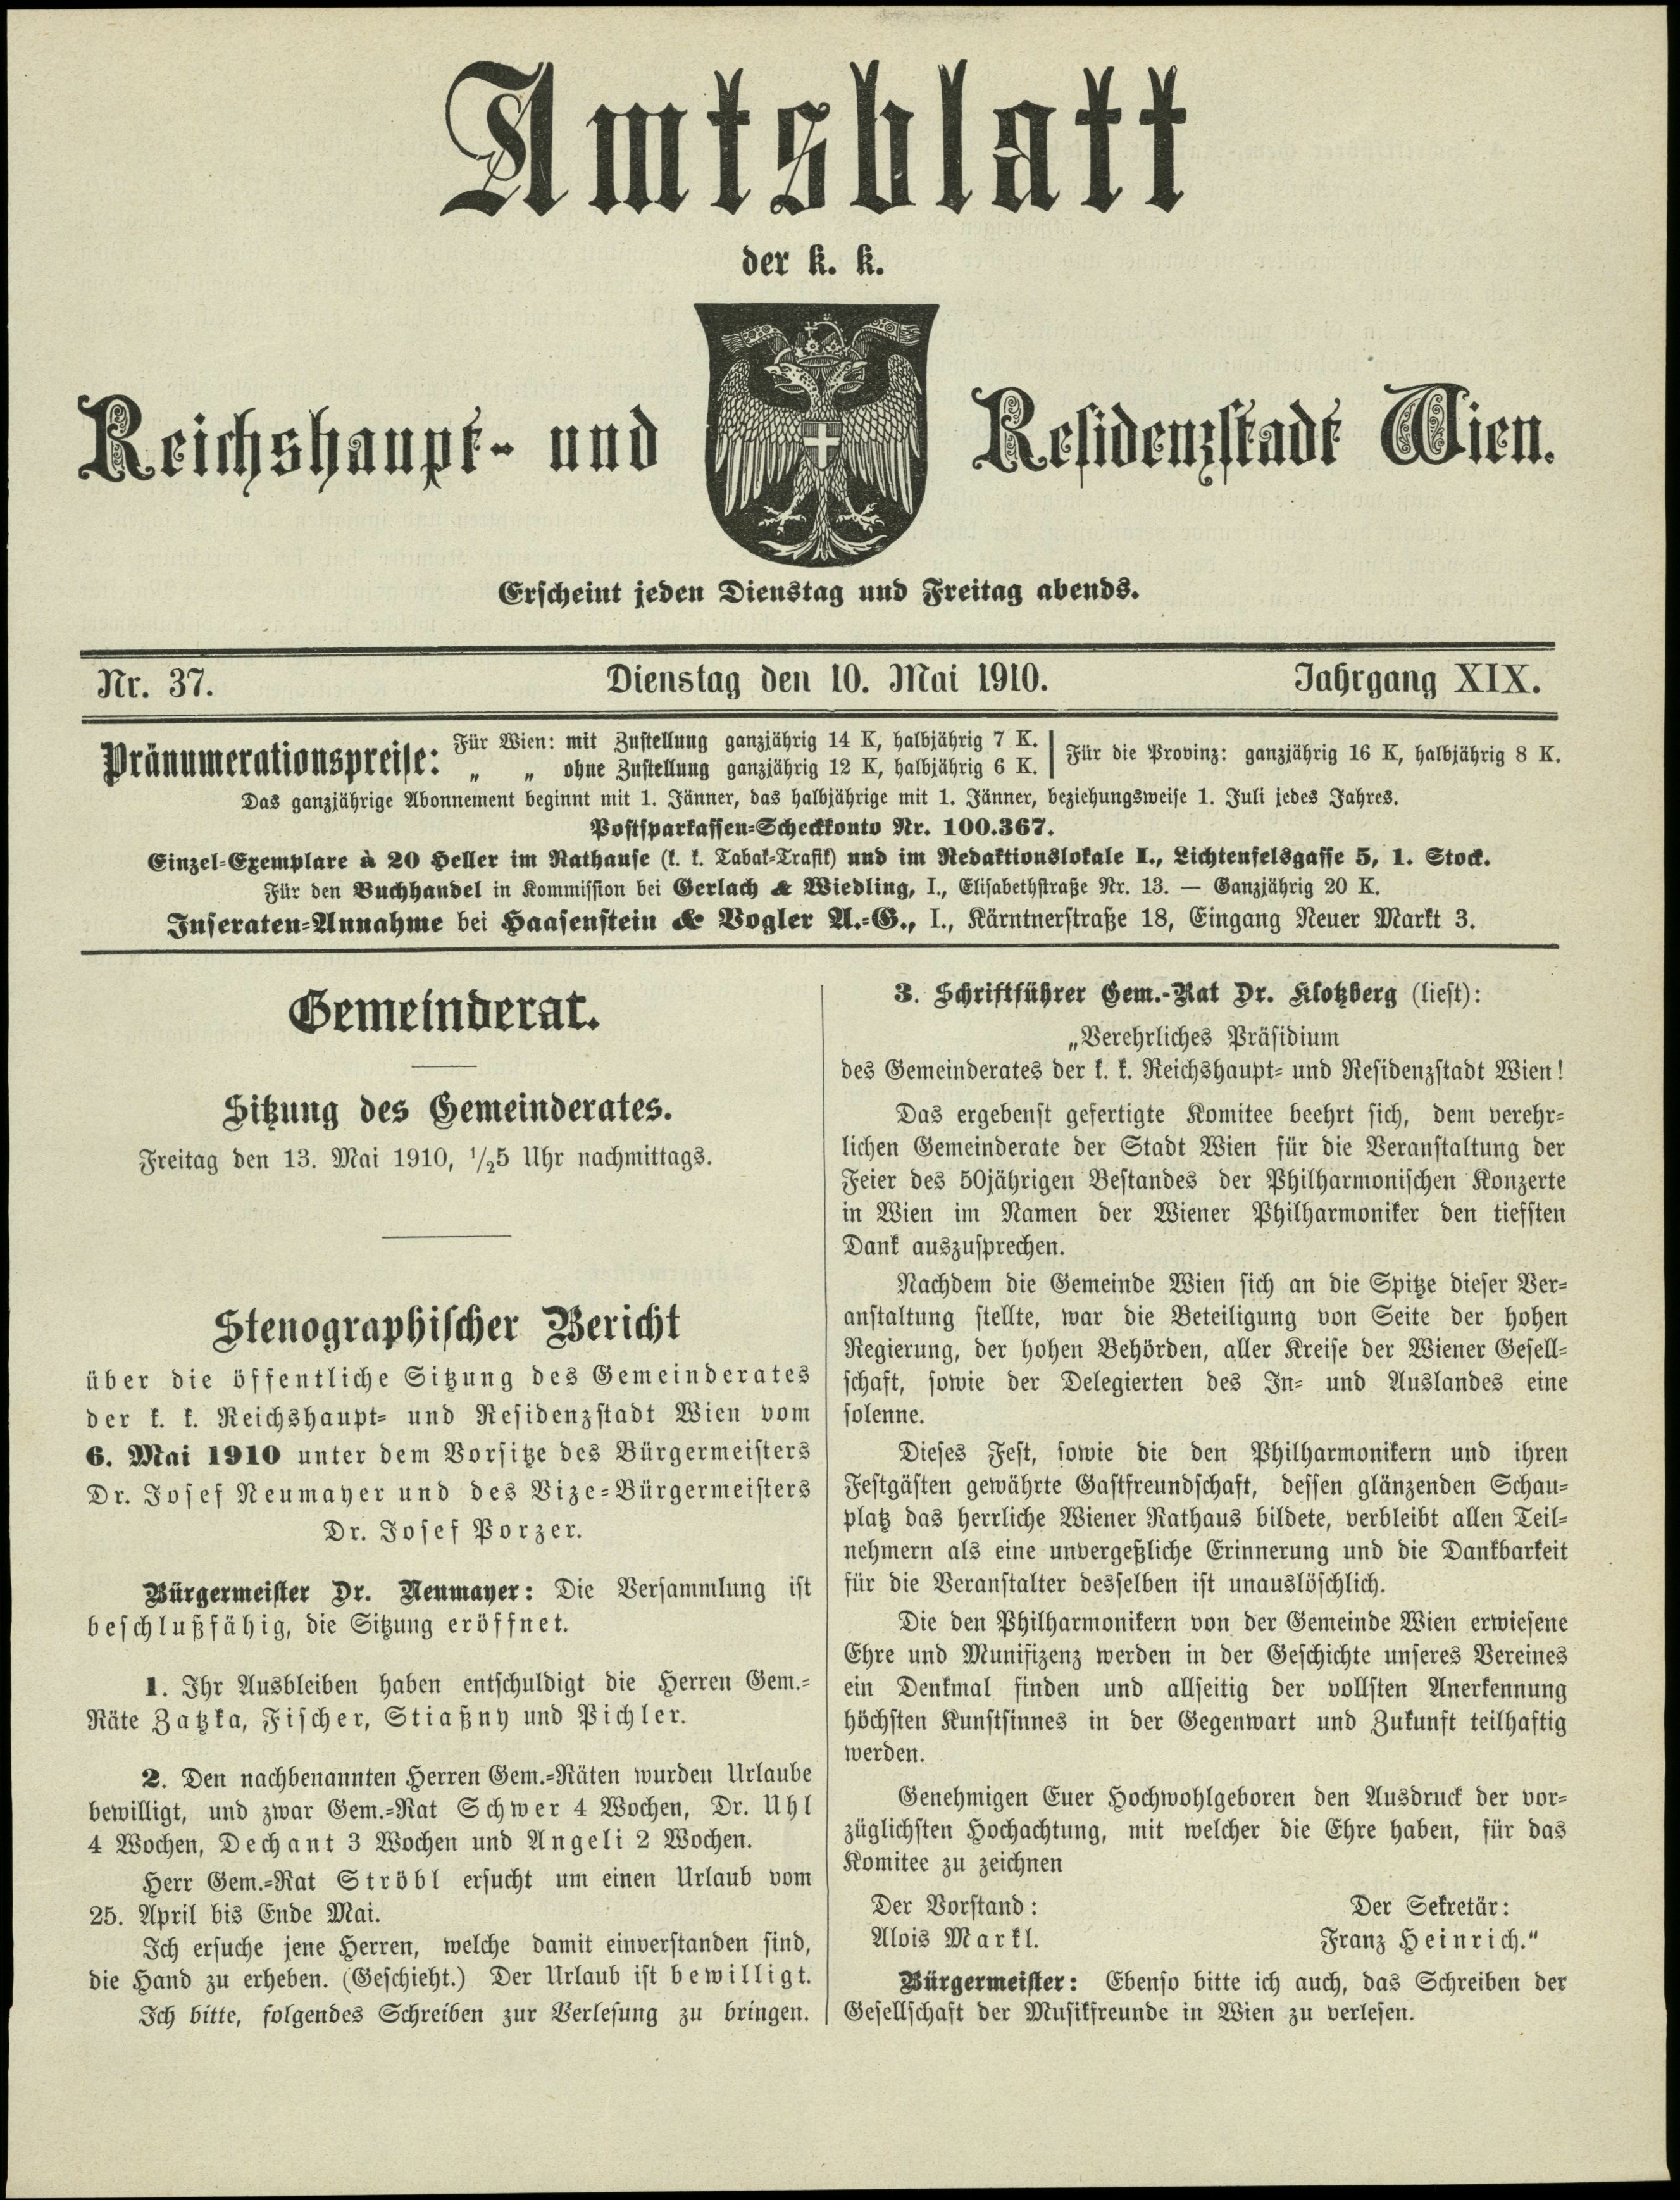 Amtsblatt
der k. k.
Reichshaupt- und Residenzstadt Wien.
Erscheint jeden Dienstag und Freitag abends.
Nr. 37. Dienstag den 10. Mai 1910. Jahrgang XIX.
Pränumerationspreise: Für Wien: mit Zustellung ganzjährig 14 K, halbjährig 7 K.
„ „ ohne Zustellung ganzjährig 12 K, halbjährig 6 K.
Für die Provinz: ganzjährig 16 K, halbjährig 8 K.
Das ganzjährige Abonnement beginnt mit 1. Jänner, das halbjährige mit 1. Jänner, beziehungsweise 1. Juli jedes Jahres.
Postsparkassen-Scheckkonto Nr. 100.367.
Einzel-Exemplare à 20 Heller im Rathause (k. k. Tabak-Trafik) und im Redaktionslokale I., Lichtenfelsgasse 5, 1. Stock.
Für den Buchhandel in Kommission bei Gerlach & Wiedling, I., Elisabethstraße Nr. 13. — Ganzjährig 20 K.
Inseraten-Annahme bei Haasenstein & Vogler A.-G., I., Kärntnerstraße 18, Eingang Neuer Markt 3.
Gemeinderat.
Sitzung des Gemeinderates.
Freitag den 13. Mai 1910, 1/25 Uhr nachmittags.
Stenographischer Bericht
über die öffentliche Sitzung des Gemeinderates
der k. k. Reichshaupt- und Residenzstadt Wien vom
6. Mai 1910 unter dem Vorsitze des Bürgermeisters
Dr. Josef Neumayer und des Vize-Bürgermeisters
Dr. Josef Porzer.
Bürgermeister Dr. Neumayer: Die Versammlung ist
beschlußfähig, die Sitzung eröffnet.
1. Ihr Ausbleiben haben entschuldigt die Herren Gem.-
Räte Zatzka, Fischer, Stiaßny und Pichler.
2. Den nachbenannten Herren Gem.-Räten wurden Urlaube
bewilligt, und zwar Gem.-Rat Schwer 4 Wochen, Dr. Uhl
4 Wochen, Dechant 3 Wochen und Angeli 2 Wochen.
Herr Gem.-Rat Ströbl ersucht um einen Urlaub vom
25. April bis Ende Mai.
Ich ersuche jene Herren, welche damit einverstanden sind,
die Hand zu erheben. (Geschieht.) Der Urlaub ist bewilligt.
Ich bitte, folgendes Schreiben zur Verlesung zu bringen.
3. Schriftführer Gem.-Rat Dr. Klotzberg (liest):
„Verehrliches Präsidium
des Gemeinderates der k. k. Reichshaupt- und Residenzstadt Wien!
Das ergebenst gefertigte Komitee beehrt sich, dem verehr-
lichen Gemeinderate der Stadt Wien für die Veranstaltung der
Feier des 50jährigen Bestandes der Philharmonischen Konzerte
in Wien im Namen der Wiener Philharmoniker den tiefsten
Dank auszusprechen.
Nachdem die Gemeinde Wien sich an die Spitze dieser Ver-
anstaltung stellte, war die Beteiligung von Seite der hohen
Regierung, der hohen Behörden, aller Kreise der Wiener Gesell-
schaft, sowie der Delegierten des In- und Auslandes eine
solenne.
Dieses Fest, sowie die den Philharmonikern und ihren
Festgästen gewährte Gastfreundschaft, dessen glänzenden Schau-
platz das herrliche Wiener Rathaus bildete, verbleibt allen Teil-
nehmern als eine unvergeßliche Erinnerung und die Dankbarkeit
für die Veranstalter desselben ist unauslöschlich.
Die den Philharmonikern von der Gemeinde Wien erwiesene
Ehre und Munifizenz werden in der Geschichte unseres Vereines
ein Denkmal finden und allseitig der vollsten Anerkennung
höchsten Kunstsinnes in der Gegenwart und Zukunft teilhaftig
werden.
Genehmigen Euer Hochwohlgeboren den Ausdruck der vor-
züglichsten Hochachtung, mit welcher die Ehre haben, für das
Komitee zu zeichnen
Der Vorstand: Der Sekretär:
Alois Markl. Franz Heinrich.“
Bürgermeister: Ebenso bitte ich auch, das Schreiben der
Gesellschaft der Musikfreunde in Wien zu verlesen.